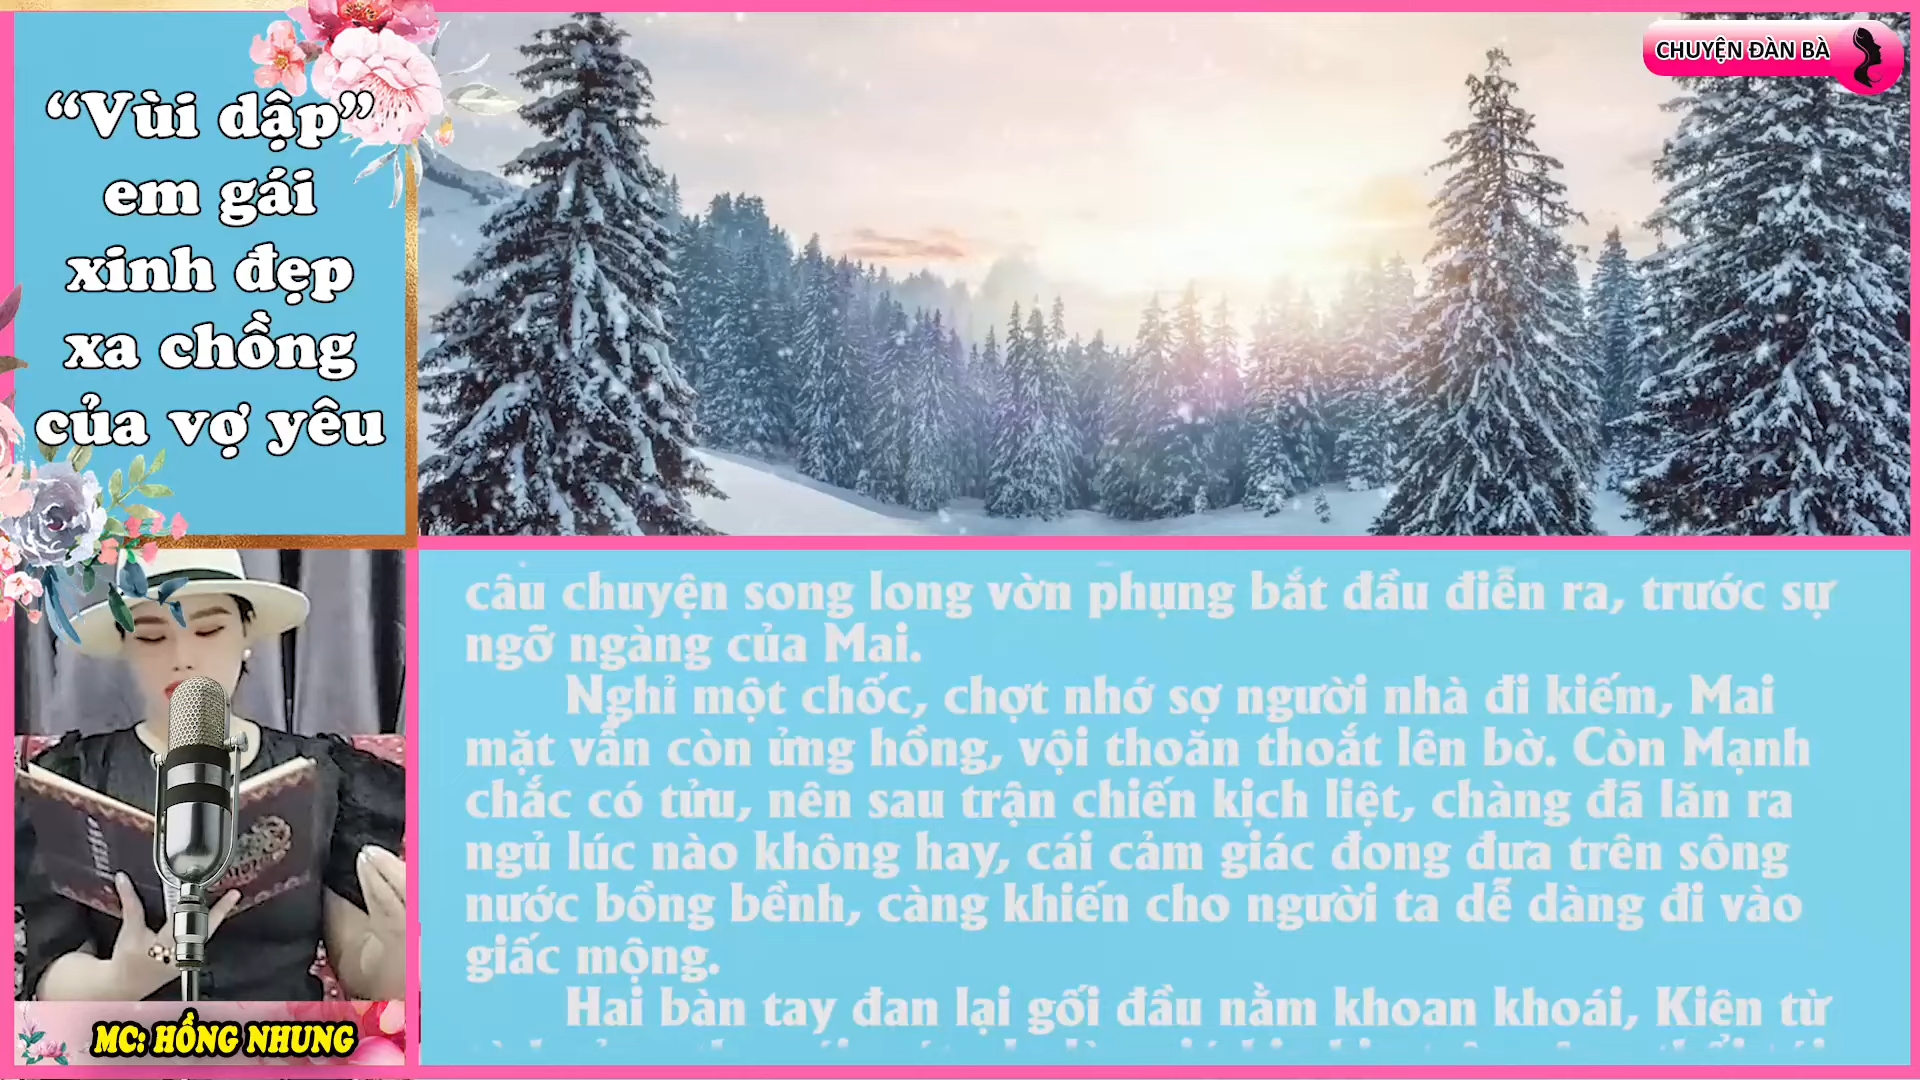 “Vùi dập”
em gái
xinh đẹp
xa chồng
của vợ yêu
CHUYỆN ĐÀN BÀ
câu chuyện song long vờn phụng bắt đầu điễn ra, trước sự
ngỡ ngàng của Mai.
Nghỉ một chốc, chợt nhớ sợ người nhà đi kiếm, Mai
mặt vẫn còn ửng hồng, vội thoăn thoắt lên bờ. Còn Mạnh
chắc có tửu, nên sau trận chiến kịch liệt, chàng đã lăn ra
ngủ lúc nào không hay, cái cảm giác đong đưa trên sông
nước bồng bềnh, càng khiến cho người ta dễ dàng đi vào
giấc mộng.
Hai bàn tay đan lại gối đầu nằm khoan khoái, Kiện từ
MC: HỒNG NHUNG